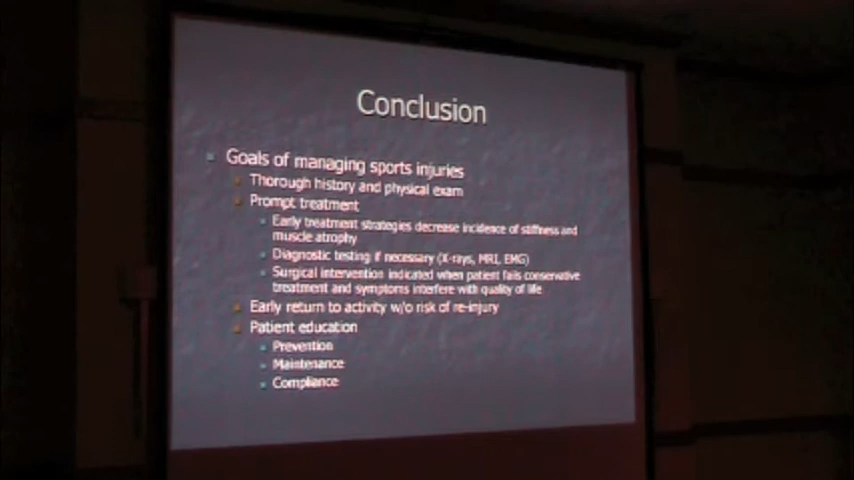 Conclusion
Goals of managing sports injuries
Thorough history and physical exam
Prompt treatment
Early treatment strategies decrease incidence of stiffness and
muscle atrophy
Diagnostic testing if necessary (X-rays, MRI, EMG)
Surgical intervention indicated when patient fails conservative
treatment and symptoms interfere with quality of life
Early return to activity w/o risk of re-injury
Patient education
Prevention
Maintenance
Compliance